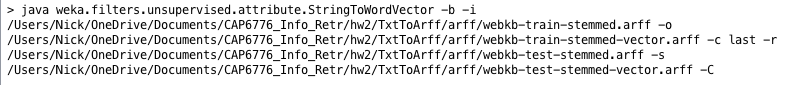 > java weka.filters.unsupervised.attribute.StringToWordVector -b -i
/Users/Nick/OneDrive/Documents/CAP6776_Info_Retr/hw2/TxtToArff/arff/webkb-train-stemmed.arff -o
/Users/Nick/OneDrive/Documents/CAP6776_Info_Retr/hw2/TxtToArff/arff/webkb-train-stemmed-vector.arff -c last -r
/Users/Nick/OneDrive/Documents/CAP6776_Info_Retr/hw2/TxtToArff/arff/webkb-test-stemmed.arff -s
/Users/Nick/OneDrive/Documents/CAP6776_Info_Retr/hw2/TxtToArff/arff/webkb-test-stemmed-vector.arff -C